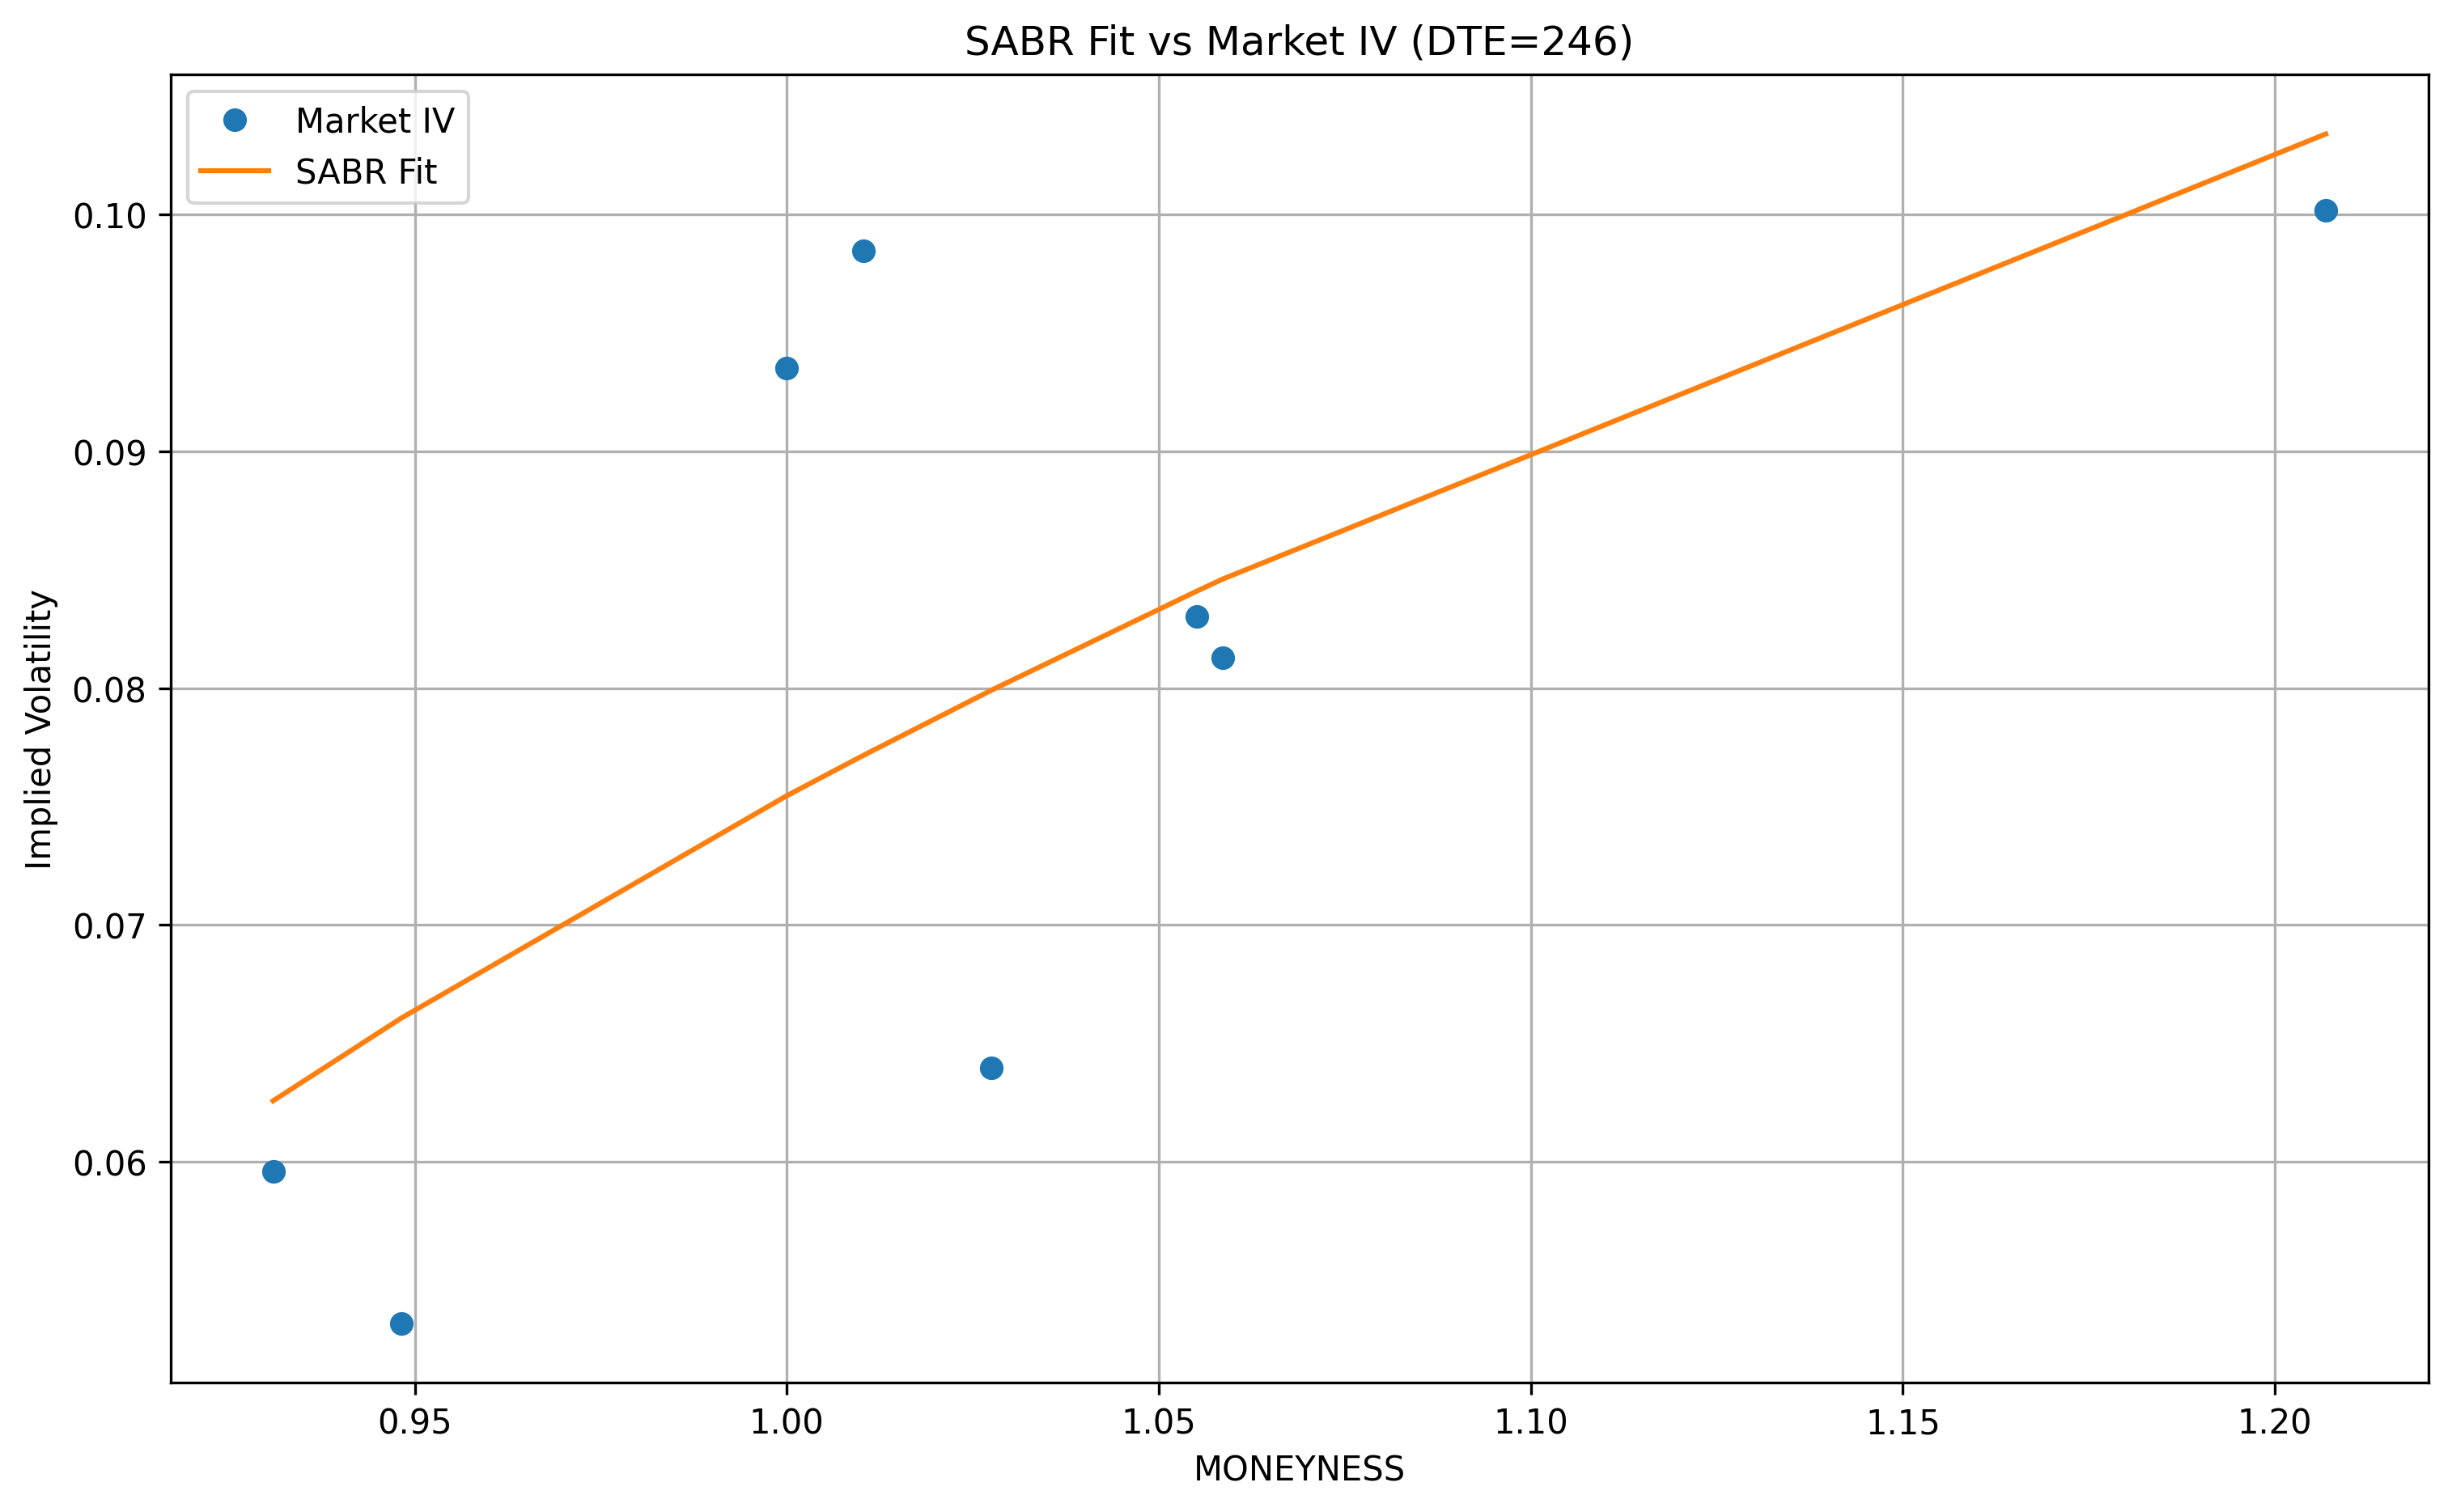 SABR Fit vs Market IV (DTE=246)
Market IV
SABR Fit
Implied Volatility
0.10
0.09
0.08
0.07
0.06
0.95
1.00
1.05
1.10
1.15
1.20
MONEYNESS